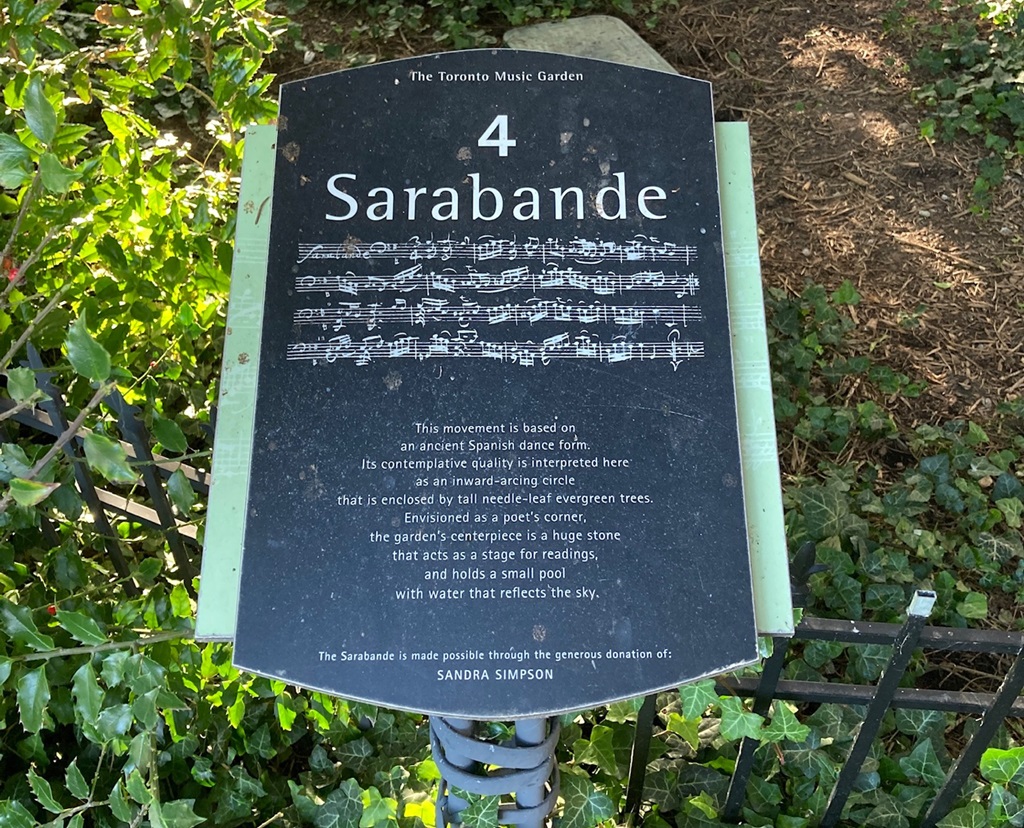 The Toronto Music Garden
4
Sarabande
Sarabande
This movement is based on
an ancient Spanish dance form.
Its contemplative quality is interpreted here
as an inward-arcing circle
that is enclosed by tall needle-leaf evergreen trees.
Envisioned as a poet's corner,
the garden's centerpiece is a huge stone
that acts as a stage for readings,
and holds a small pool
with water that reflects the sky.
The Sarabande is made possible through the generous donation of:
SANDRA SIMPSON